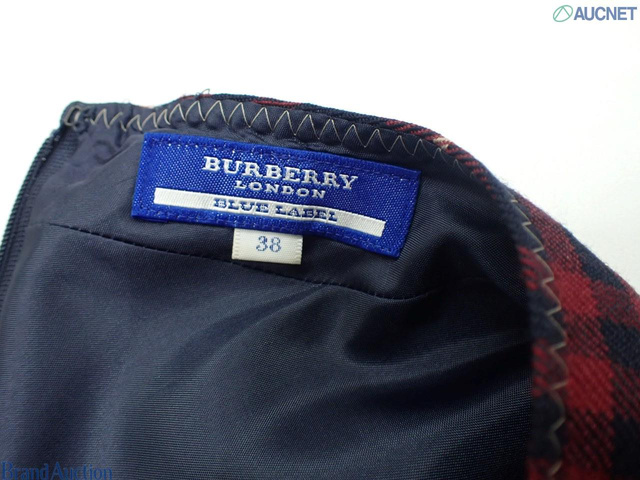 AUCNET
BURBERRY
LONDON
BLUE LABEL
38
Brand Auction